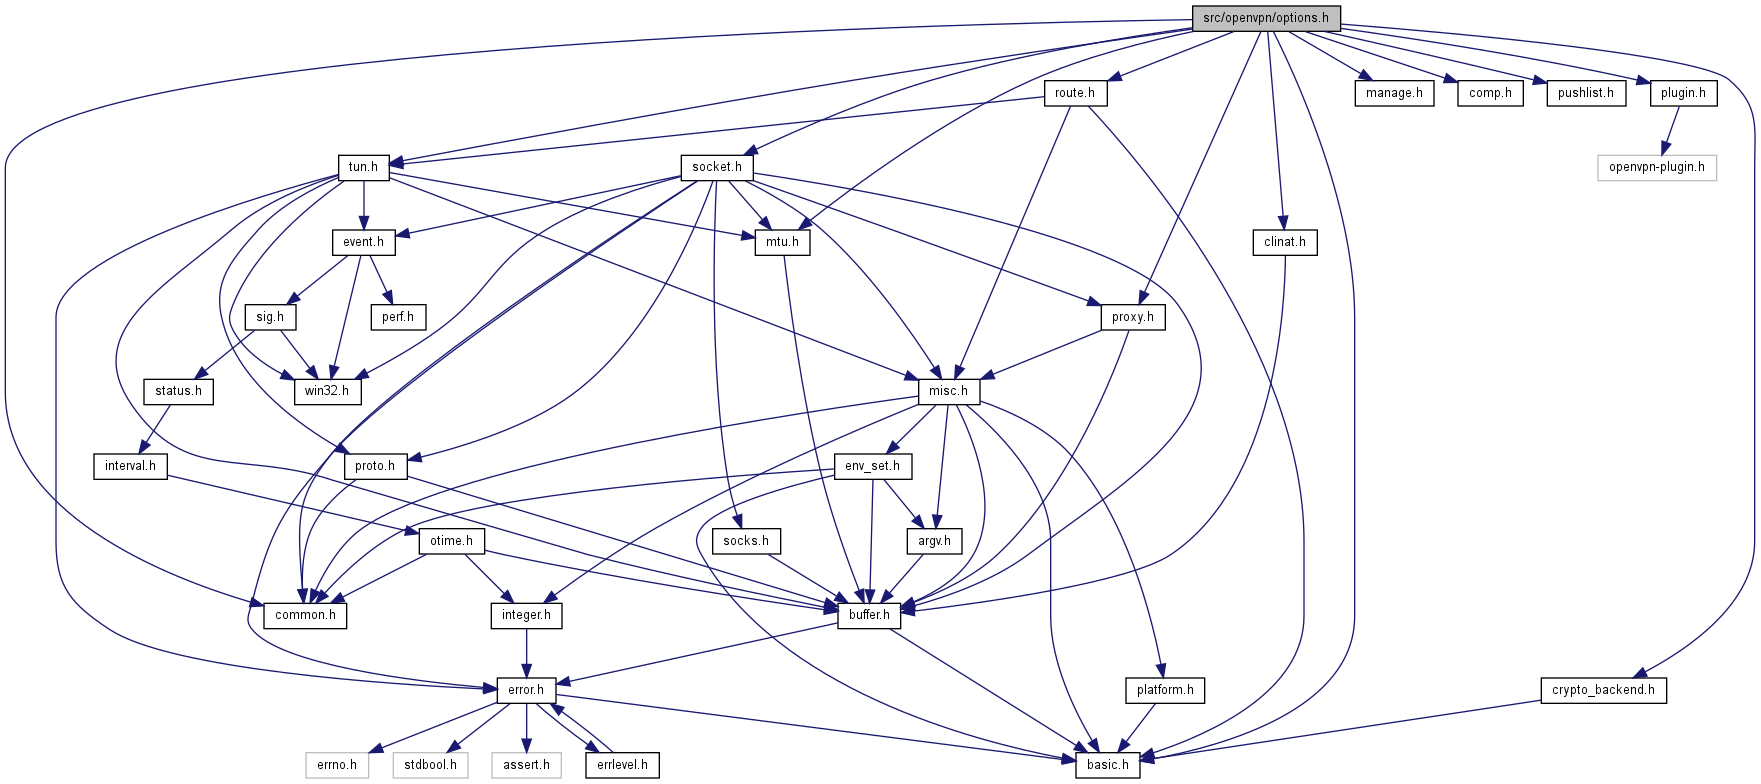 src/openvpn/options.h
route.h
manage.h
comp.h
pushlist.h
plugin.h
tun.h
socket.h
openvpn-plugin.h
event.h
mtu.h
clinat.h
sig.h
perf.h
proxy.h
status.h
win32.h
misc.h
interval.h
proto.h
env_set.h
otime.h
socks.h
argv.h
common.h
integer.h
buffer.h
error.h
platform.h
crypto_backend.h
errno.h
stdbool.h
assert.h
errlevel.h
basic.h